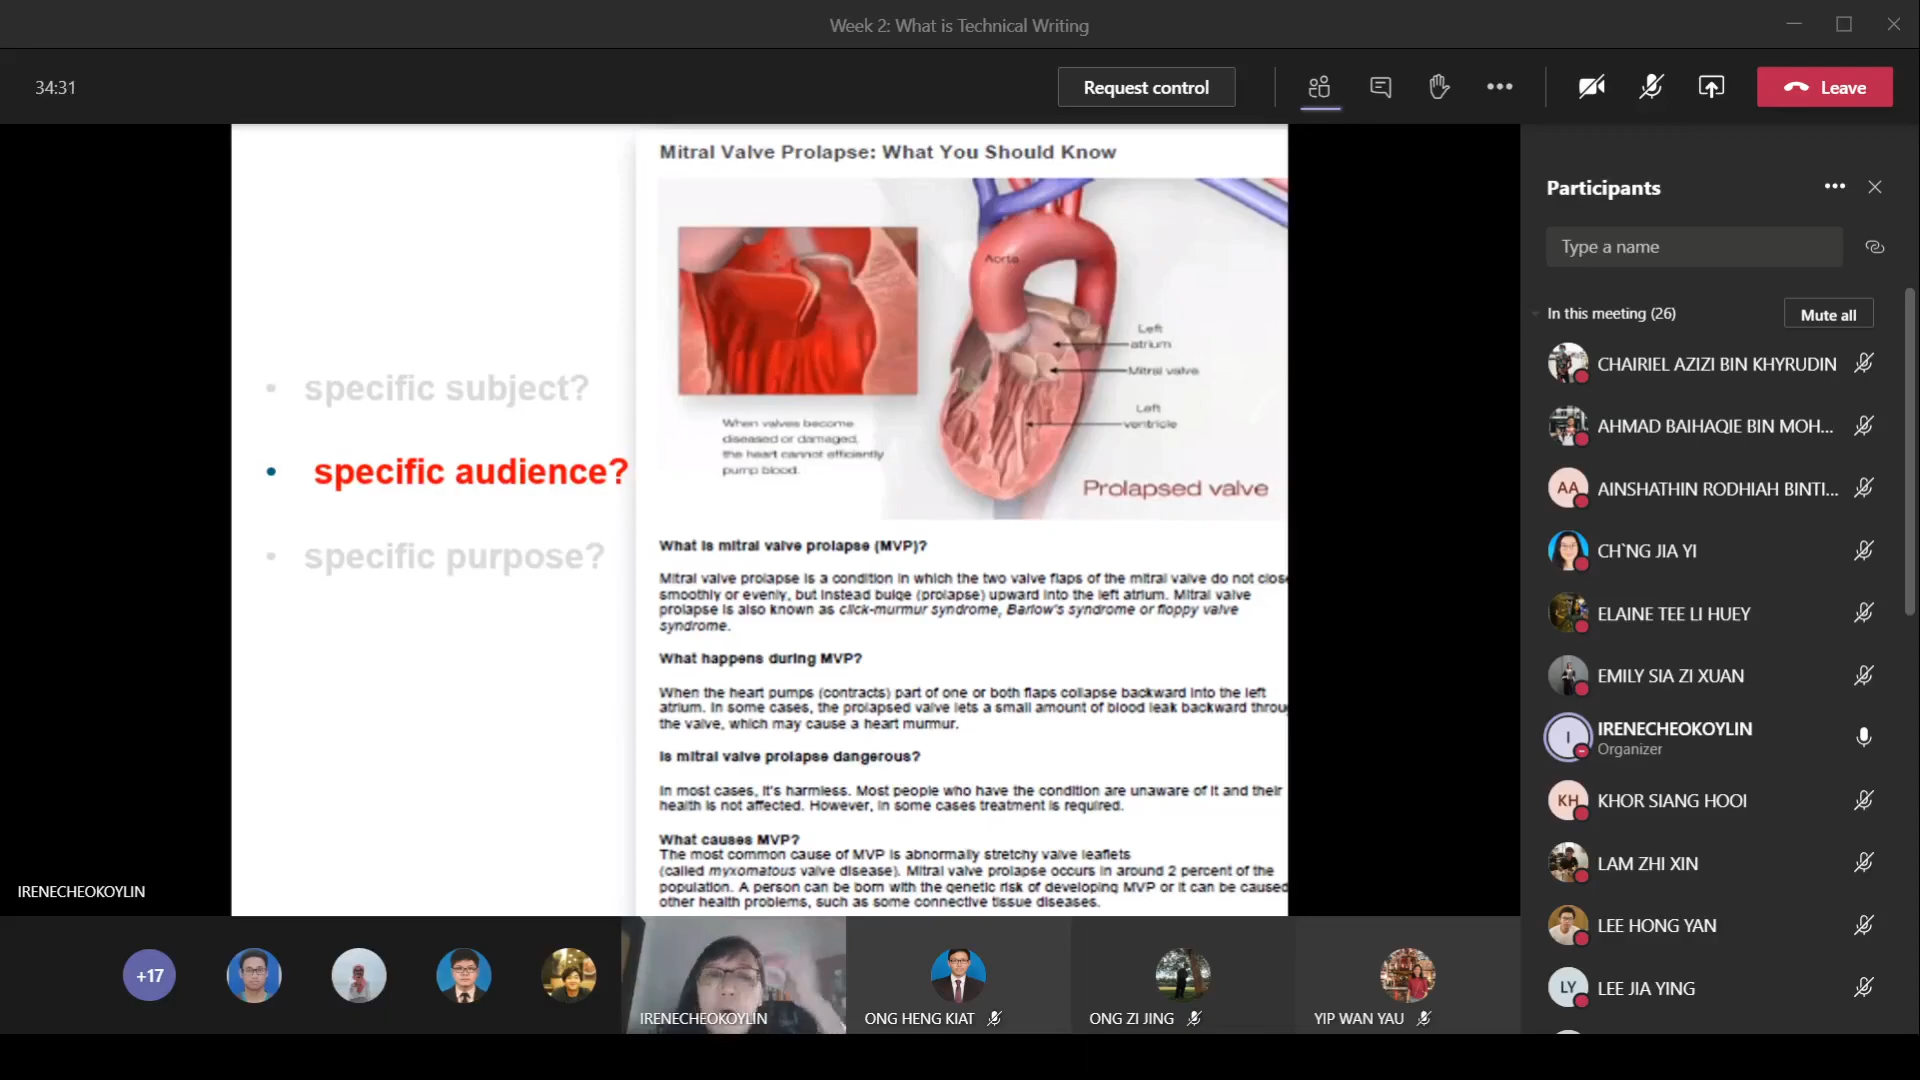 Week 2: What is Technical Writing
34:31
Request control
Leave
Mitral Valve Prolapse: What You Should Know
Aorta
Left
atrium
Mitral valve
Left
ventricle
When valves become
diseased or damaged,
the heart cannot efficiently
pump blood.
Prolapsed valve
• specific subject?
• specific audience?
• specific purpose?
What is mitral valve prolapse (MVP)?
Mitral valve prolapse is a condition in which the two valve flaps of the mitral valve do not clos
smoothly or evenly, but instead bulge (prolapse) upward into the left atrium. Mitral valve
prolapse is also known as click-murmur syndrome, Barlow's syndrome or floppy valve
syndrome.
What happens during MVP?
When the heart pumps (contracts) part of one or both flaps collapse backward into the left
atrium. In some cases, the prolapsed valve lets a small amount of blood leak backward throu
the valve, which may cause a heart murmur.
Is mitral valve prolapse dangerous?
In most cases, it's harmless. Most people who have the condition are unaware of it and their
health is not affected. However, in some cases treatment is required.
What causes MVP?
The most common cause of MVP is abnormally stretchy valve leaflets
(called myxomatous valve disease). Mitral valve prolapse occurs in around 2 percent of the
population. A person can be born with the genetic risk of developing MVP or it can be caused
other health problems, such as some connective tissue diseases.
IRENECHEOKOYLIN
+17
IRENECHEOKOYLIN
ONG HENG KIAT
ONG ZI JING
YIP WAN YAU
Participants
Type a name
In this meeting (26)
Mute all
CHAIRIEL AZIZI BIN KHYRUDIN
AHMAD BAIHAQIE BIN MOH...
AA AINSHATHIN RODHIAH BINTI...
CH`NG JIA YI
ELAINE TEE LI HUEY
EMILY SIA ZI XUAN
I IRENECHEOKOYLIN
Organizer
KH KHOR SIANG HOOI
LAM ZHI XIN
LEE HONG YAN
LY LEE JIA YING